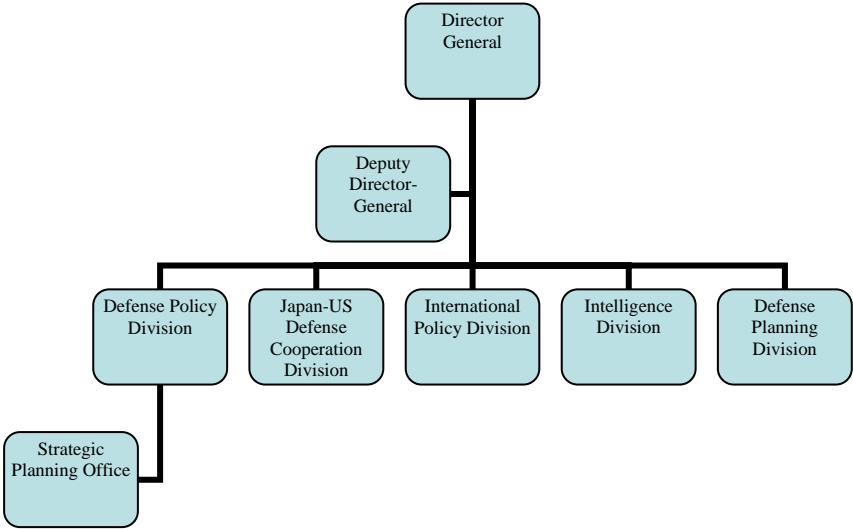 Director
General
Deputy
Director-
General
Defense Policy
Division
Japan-US
Defense
Cooperation
Division
International
Policy Division
Intelligence
Division
Defense
Planning
Division
Strategic
Planning Office